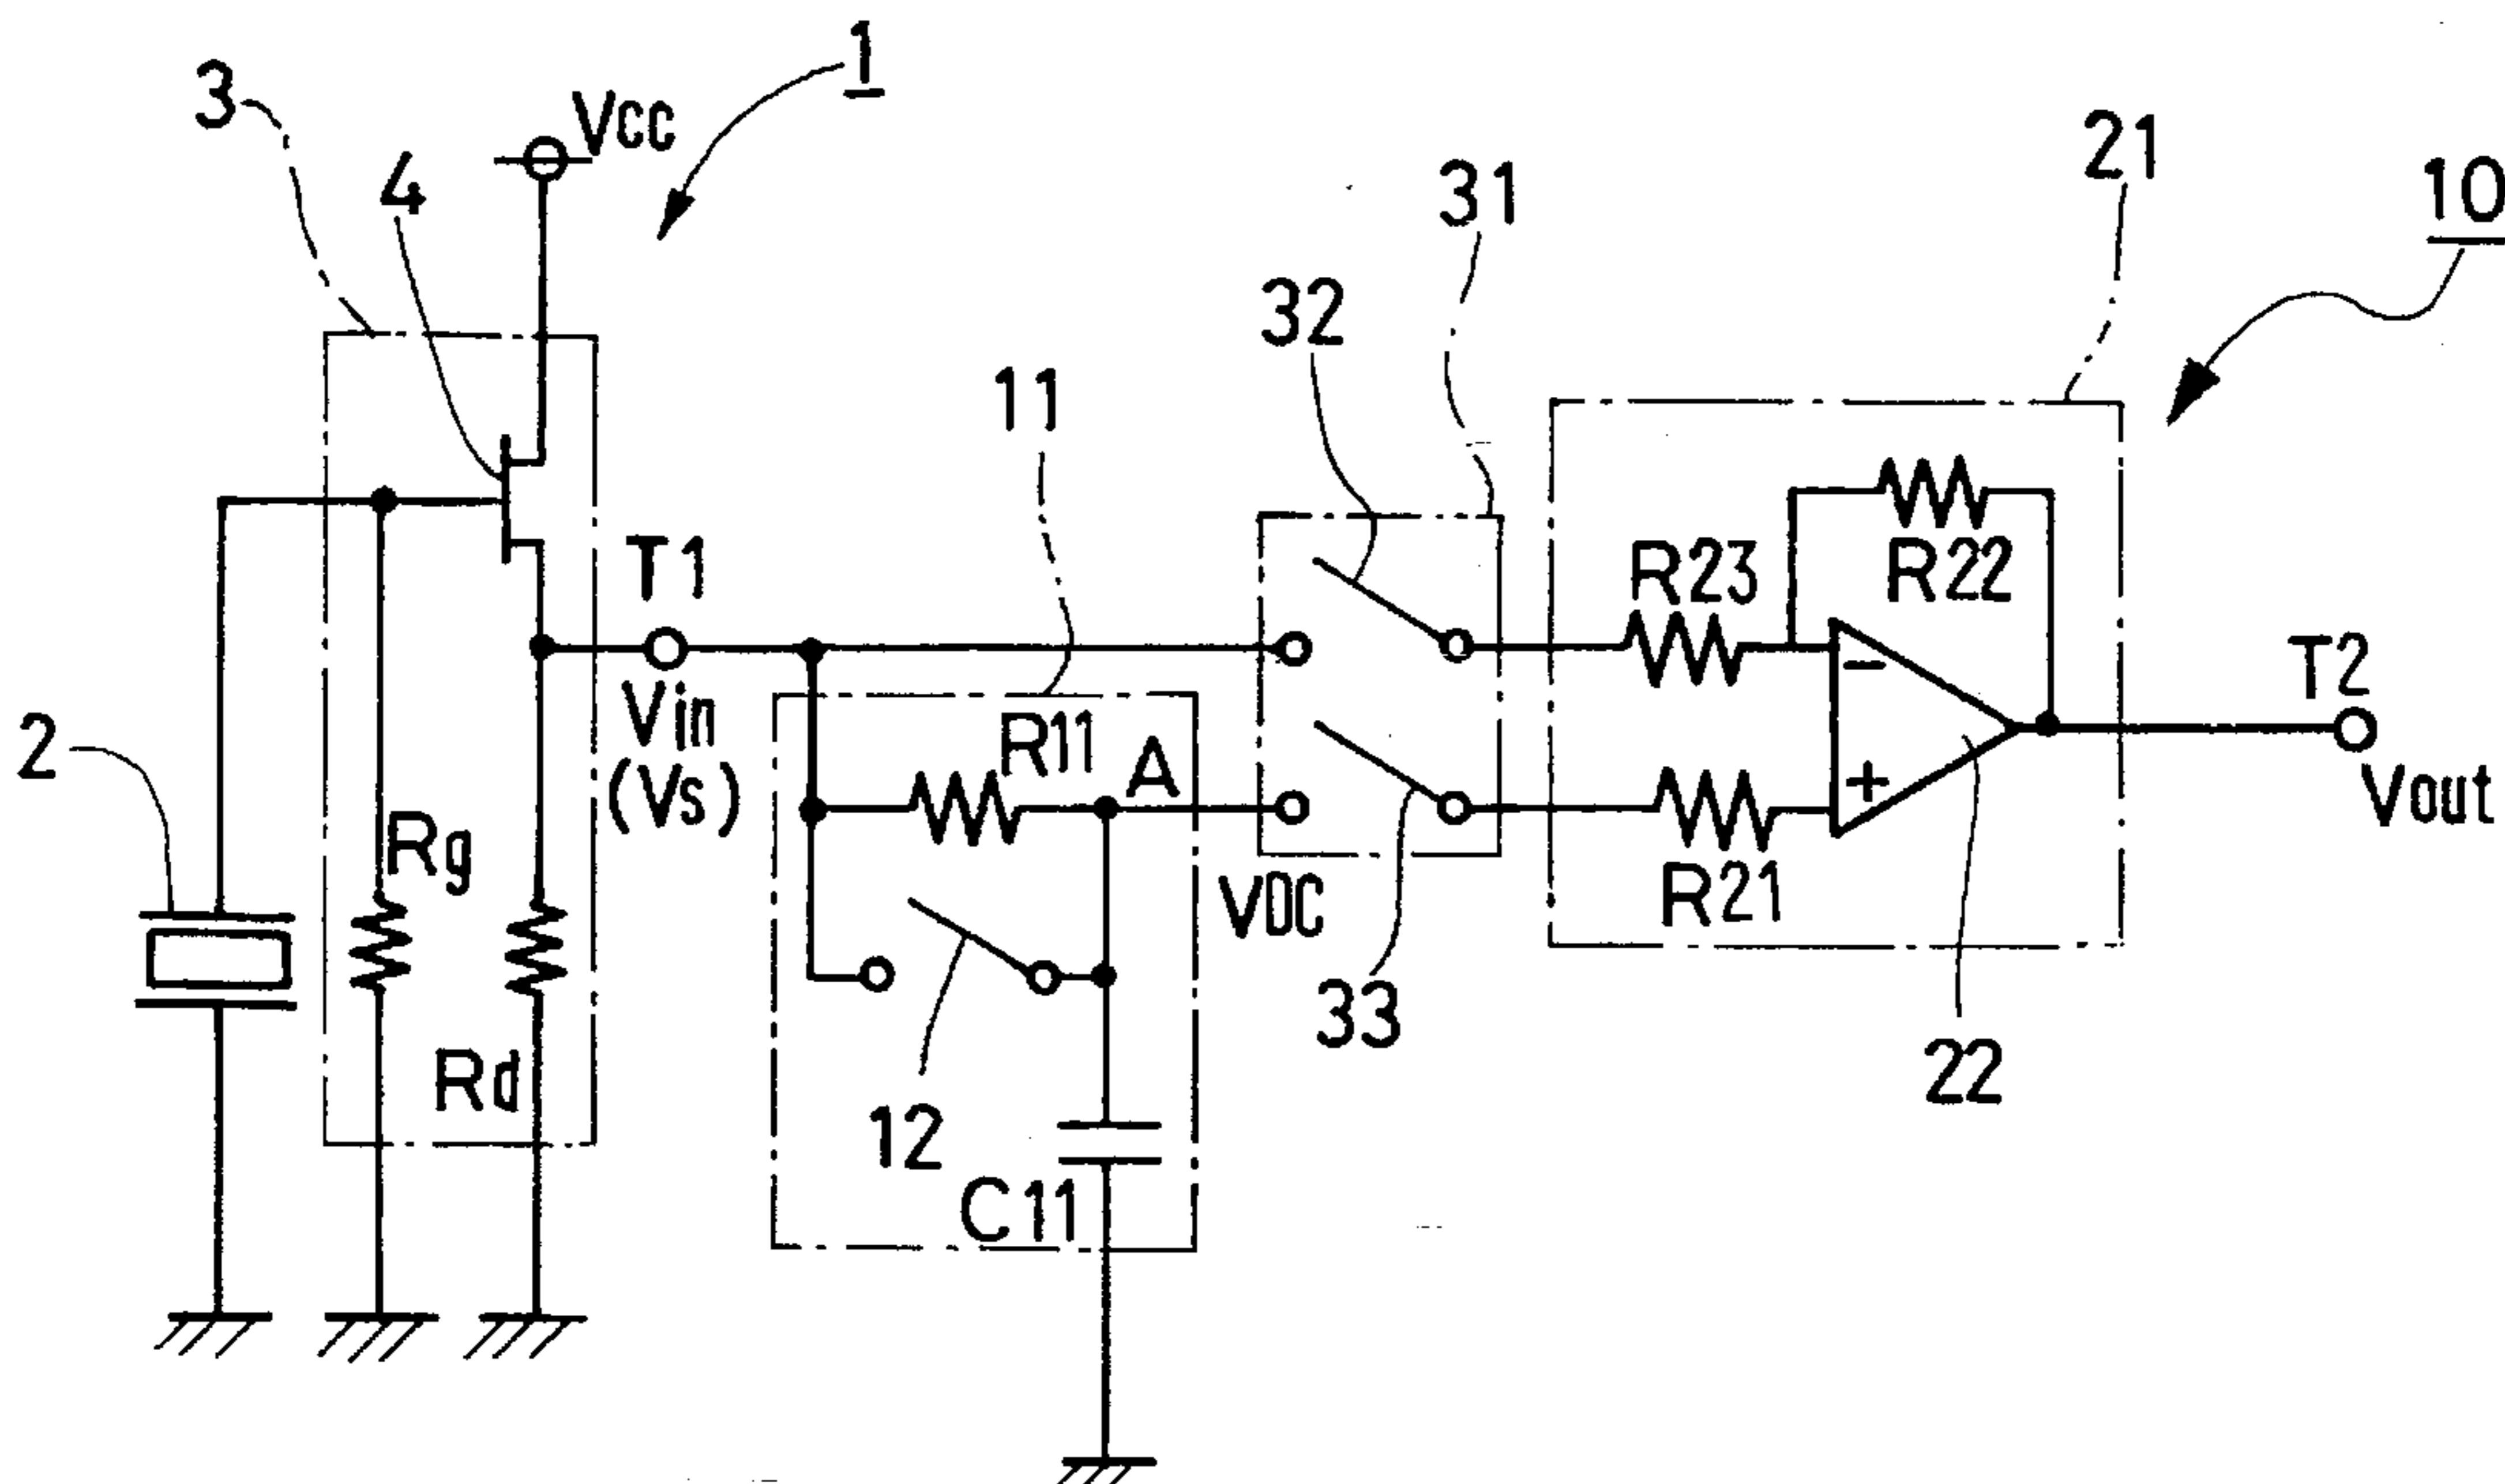 1
3
Vcc
4
21
10
31
32
11
T1
R23
R22
−
T2
Vin
(Vs)
R11
A
2
+
Vout
Rg
VDC
R21
33
22
Rd
12
C11